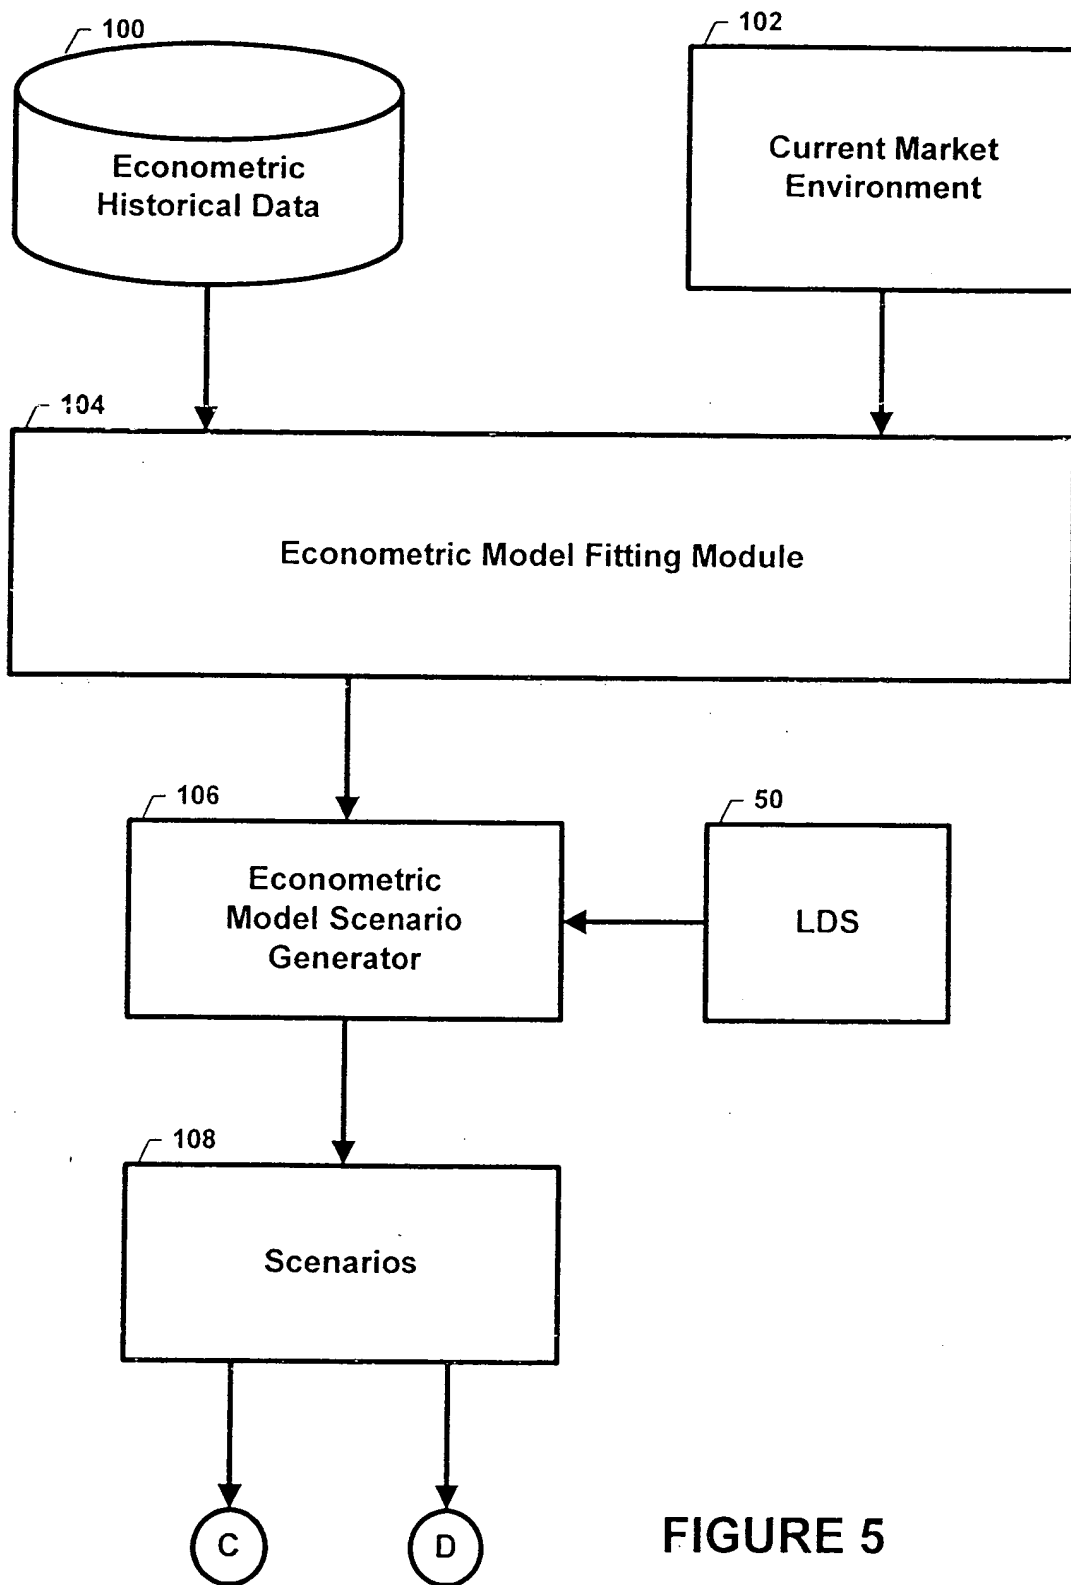 100
102
Econometric
Historical Data
Current Market
Environment
104
Econometric Model Fitting Module
106
50
Econometric
Model Scenario
Generator
LDS
108
Scenarios
C
D
FIGURE 5